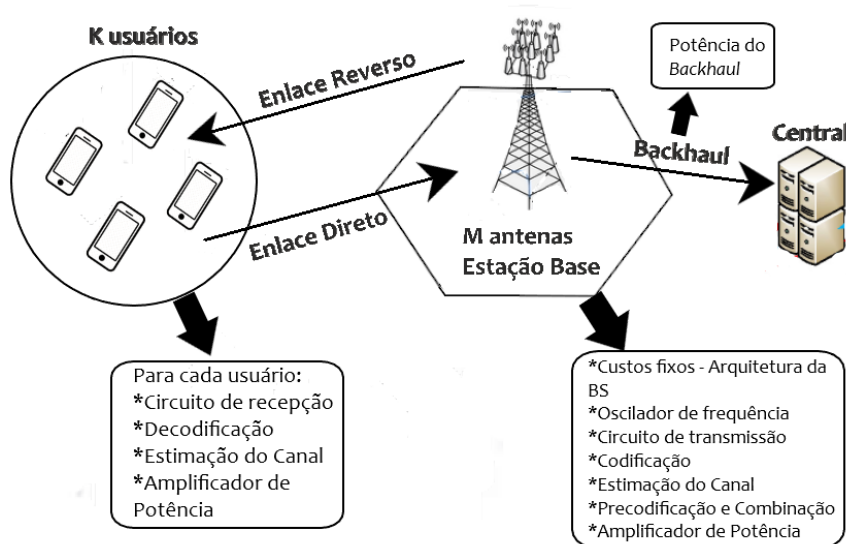 K usuários
Enlace Reverso
Potência do
Backhaul
Central
Backhaul
Enlace Direto
M antenas
Estação Base
Para cada usuário:
*Circuito de recepção
*Decodificação
*Estimação do Canal
*Amplificador de
Potência
*Custos fixos - Arquitetura da
BS
*Oscilador de frequência
*Circuito de transmissão
*Codificação
*Estimação do Canal
*Precodificação e Combinação
*Amplificador de Potência